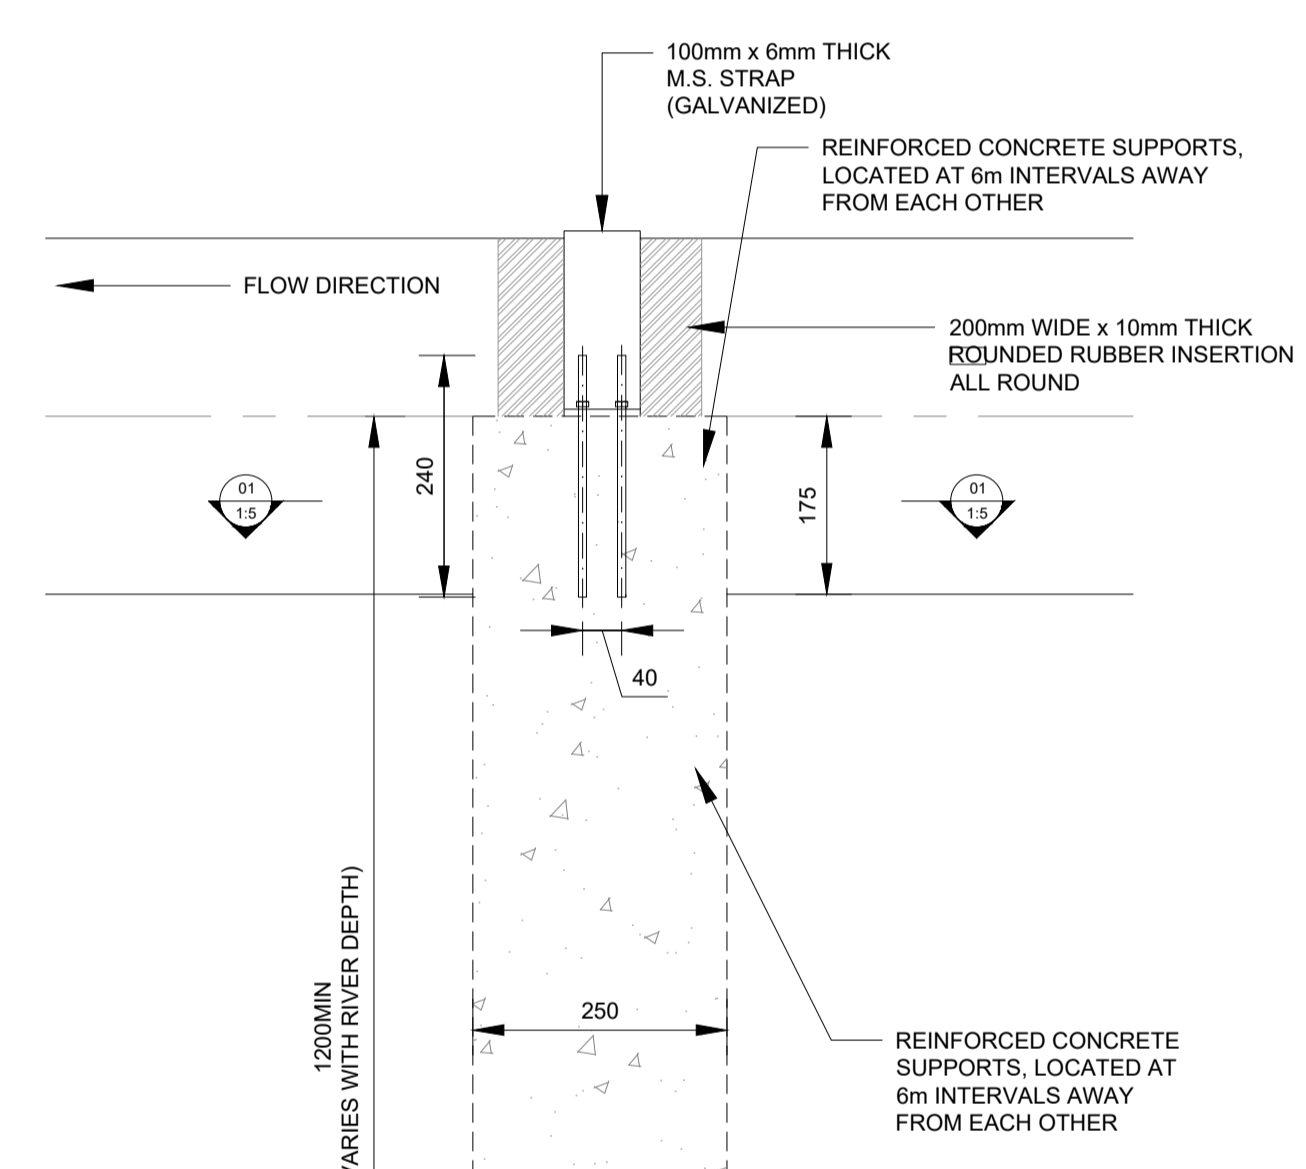 100mm x 6mm THICK
M.S. STRAP
(GALVANIZED)
REINFORCED CONCRETE SUPPORTS,
LOCATED AT 6m INTERVALS AWAY
FROM EACH OTHER
FLOW DIRECTION
200mm WIDE x 10mm THICK
ROUNDED RUBBER INSERTION
ALL ROUND
240
175
01
1:5
01
1:5
40
250
1200MIN
VARIES WITH RIVER DEPTH)
REINFORCED CONCRETE
SUPPORTS, LOCATED AT
6m INTERVALS AWAY
FROM EACH OTHER